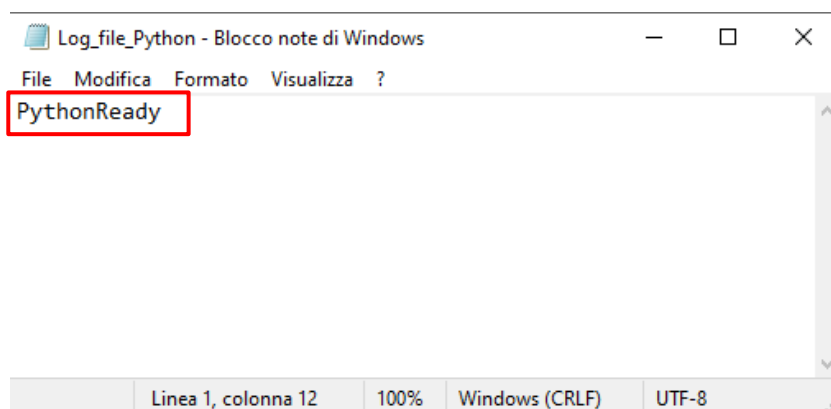 Log_file_Python - Blocco note di Windows
File Modifica Formato Visualizza ?
PythonReady
Linea 1, colonna 12 100% Windows (CRLF) UTF-8